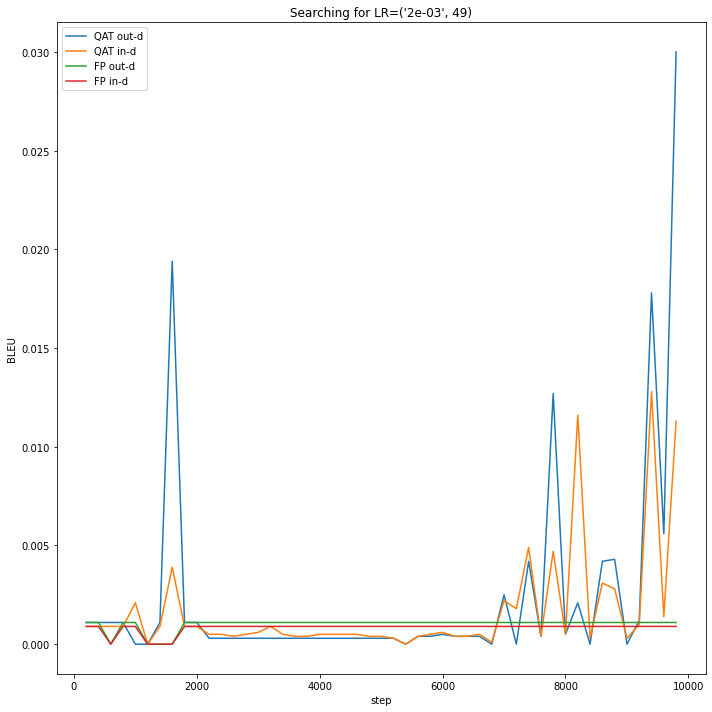 Searching for LR=('2e-03', 49)
QAT out-d
QAT in-d
FP out-d
FP in-d
0.030
0.025
0.020
0.015
0.010
0.005
0.000
BLEU
0 2000 4000 6000 8000 10000
step